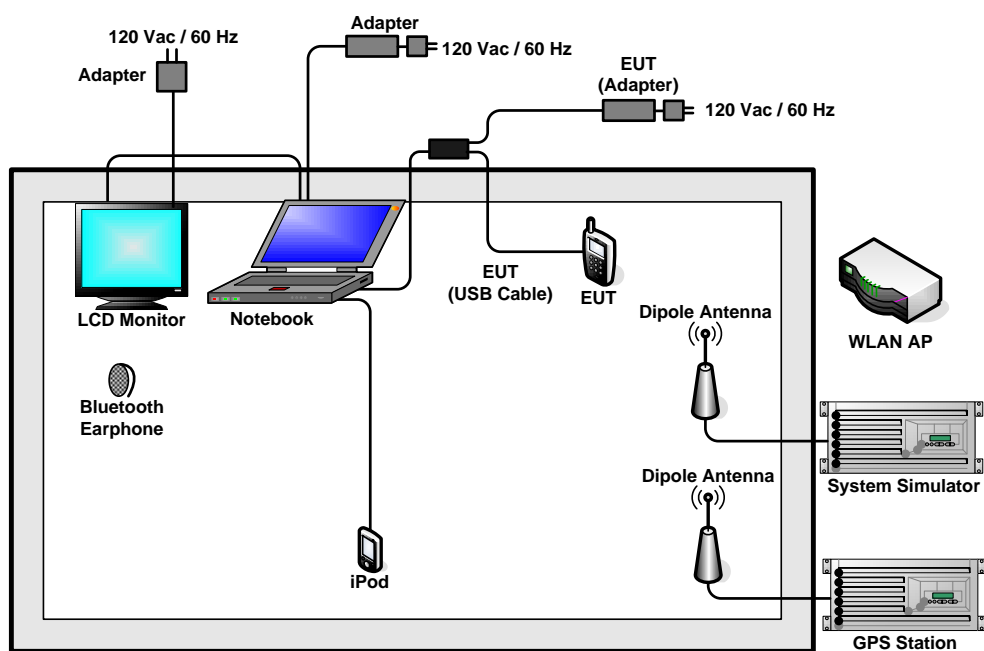 120 Vac / 60 Hz
Adapter
Adapter
120 Vac / 60 Hz
EUT
(Adapter)
120 Vac / 60 Hz
LCD Monitor
Notebook
EUT
(USB Cable)
EUT
Dipole Antenna
WLAN AP
Bluetooth
Earphone
System Simulator
Dipole Antenna
iPod
GPS Station